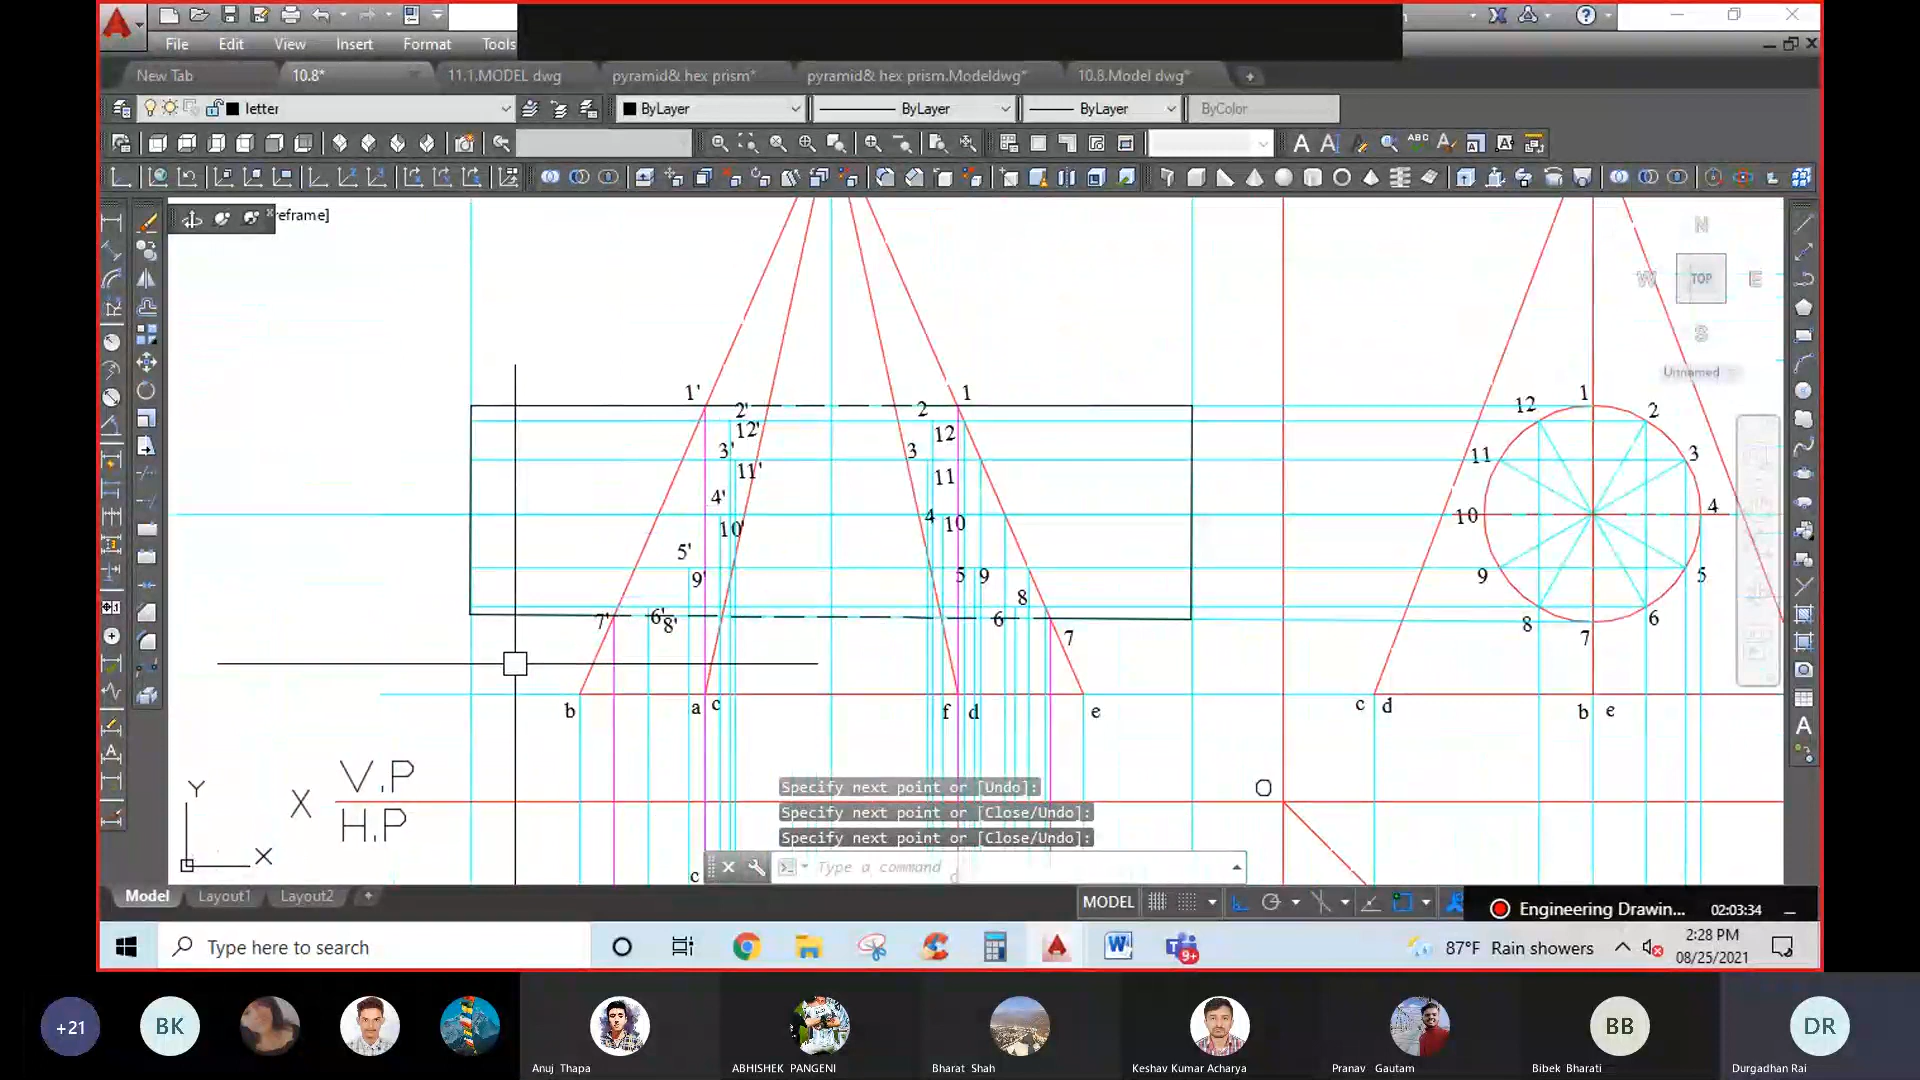 File Edit View Insert Format Tools
New Tab 10.8* 11.1.MODEL dwg pyramid& hex prism* pyramid& hex prism.Modeldwg* 10.8.Model dwg*
letter ByLayer ByLayer ByLayer ByColor
reframe]
N
W TOP E
S
Unnamed
1' 1 12 1 2
2' 2
12' 12
3' 3 11 3
11' 11
4' 4 10 4
10' 10
5' 5 9 9 5
9'
8
7' 6' 6 8 6
8' 7 7
b a c f d e c d b e
X V.P
H.P
O
Y
X
c
d
Specify next point or [Undo]:
Specify next point or [Close/Undo]:
Specify next point or [Close/Undo]:
Type a command
Model Layout1 Layout2
MODEL
Engineering Drawin... 02:03:34
Type here to search
9+
87°F Rain showers
2:28 PM
08/25/2021
+21 BK BB DR
Anuj Thapa ABHISHEK PANGENI Bharat Shah Keshav Kumar Acharya Pranav Gautam Bibek Bharati Durgadhan Rai